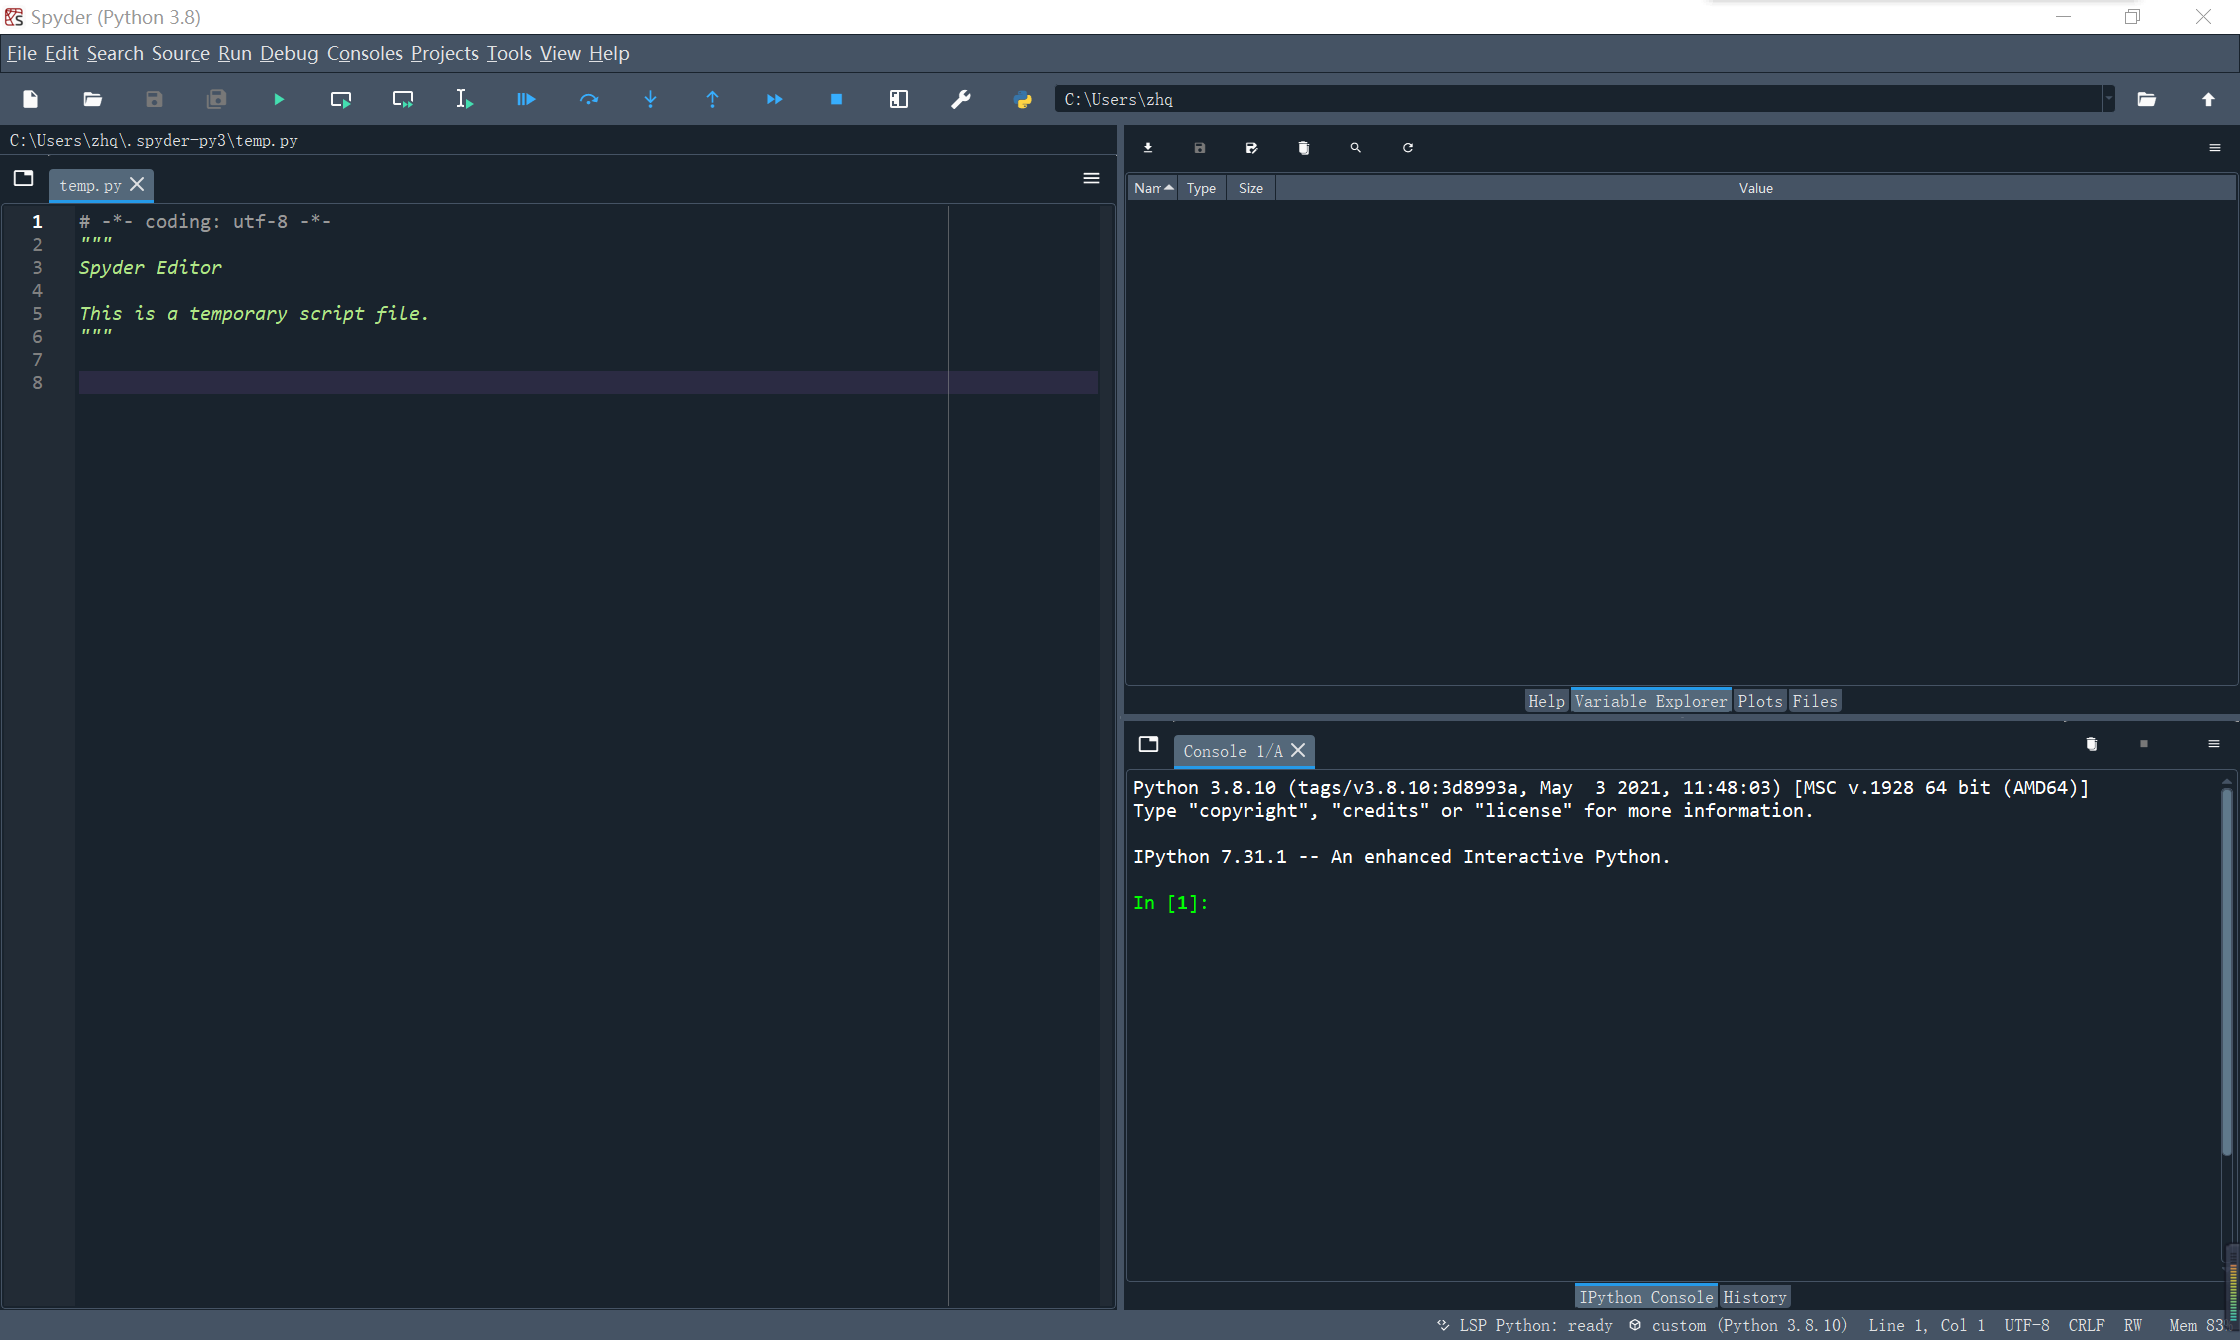 Spyder (Python 3.8)
File Edit Search Source Run Debug Consoles Projects Tools View Help
C:\Users\zhq
C:\Users\zhq\.spyder-py3\temp.py
temp.py
1 # -*- coding: utf-8 -*-
2 """
3 Spyder Editor
4
5 This is a temporary script file.
6 """
7
8
Nam Type Size Value
Help Variable Explorer Plots Files
Console 1/A
Python 3.8.10 (tags/v3.8.10:3d8993a, May  3 2021, 11:48:03) [MSC v.1928 64 bit (AMD64)]
Type "copyright", "credits" or "license" for more information.
IPython 7.31.1 -- An enhanced Interactive Python.
In [1]:
IPython Console History
LSP Python: ready custom (Python 3.8.10) Line 1, Col 1 UTF-8 CRLF RW Mem 83